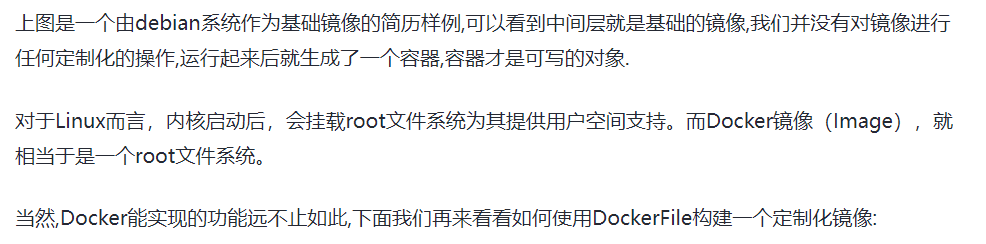 上图是一个由debian系统作为基础镜像的简历样例,可以看到中间层就是基础的镜像,我们并没有对镜像进行
任何定制化的操作,运行起来后就生成了一个容器,容器才是可写的对象.
对于Linux而言，内核启动后，会挂载root文件系统为其提供用户空间支持。而Docker镜像（Image），就
相当于是一个root文件系统。
当然,Docker能实现的功能远不止如此,下面我们再来看看如何使用DockerFile构建一个定制化镜像: